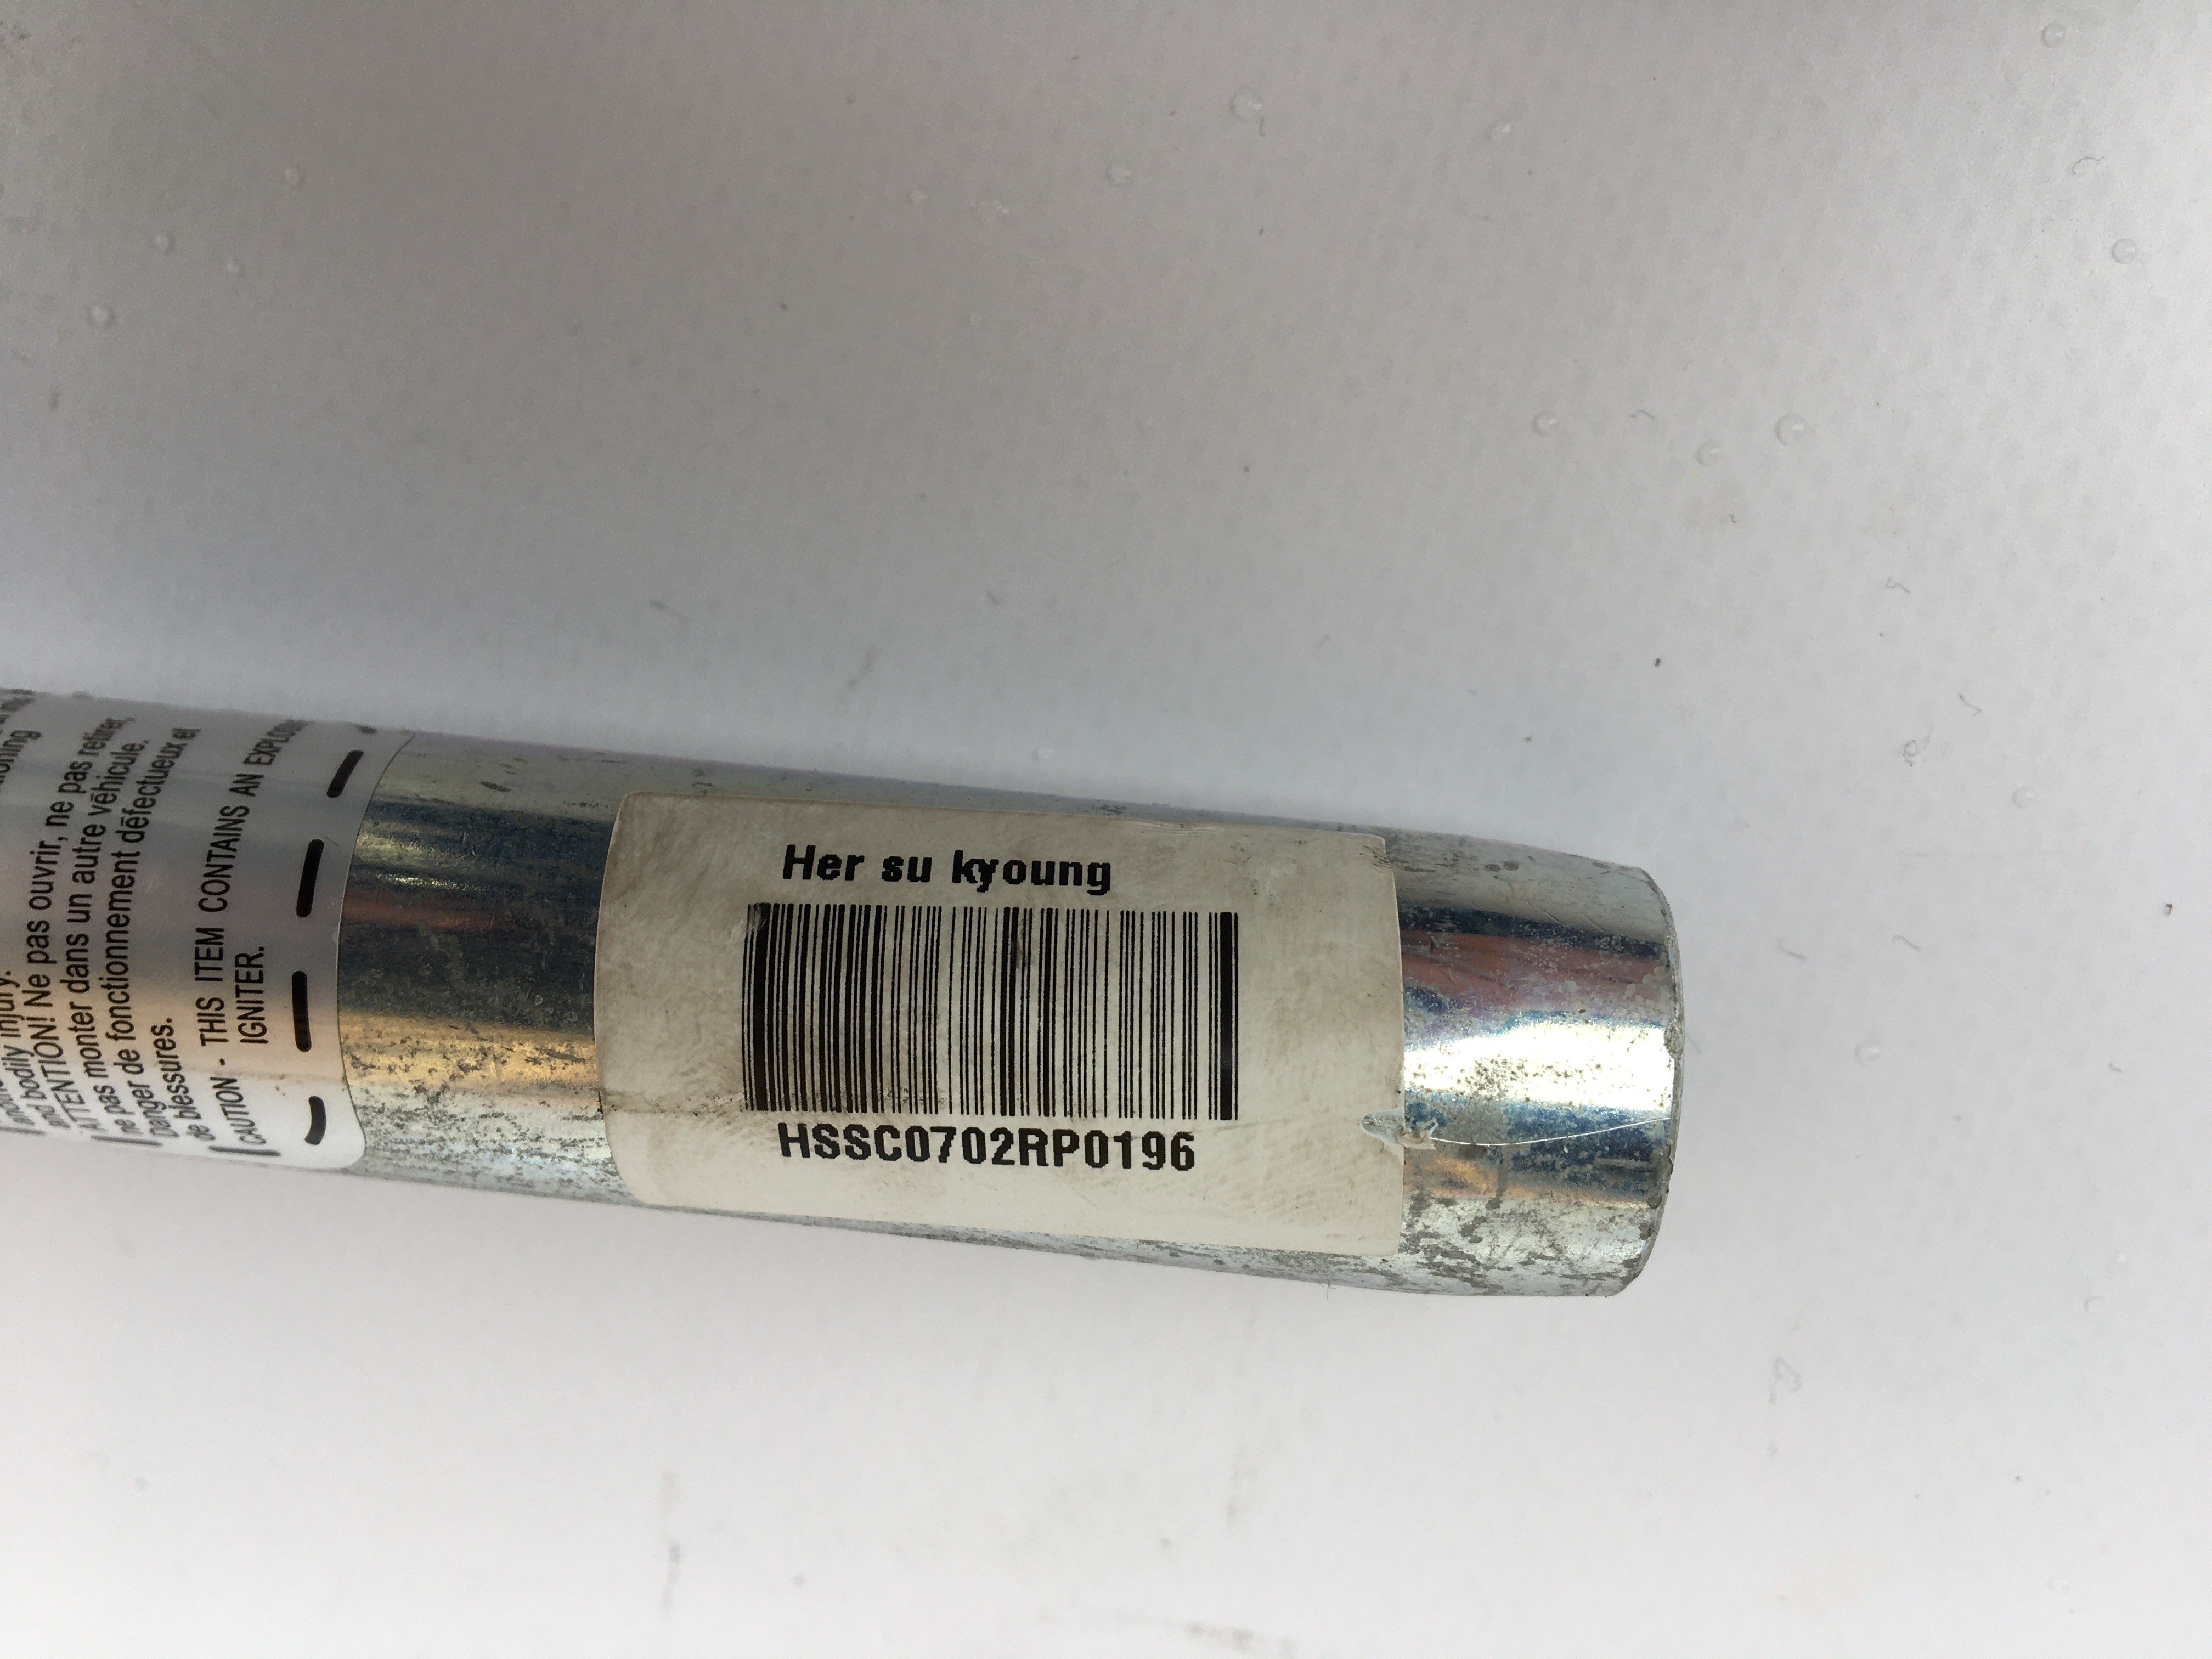 Her su kyoung
HSSC0702RP0196
and bodily injury.
ATTENTION! Ne pas ouvrir, ne pas retirer,
ne pas monter dans un autre véhicule.
Danger de fonctionnement défectueux et
de blessures.
CAUTION - THIS ITEM CONTAINS AN
IGNITER.